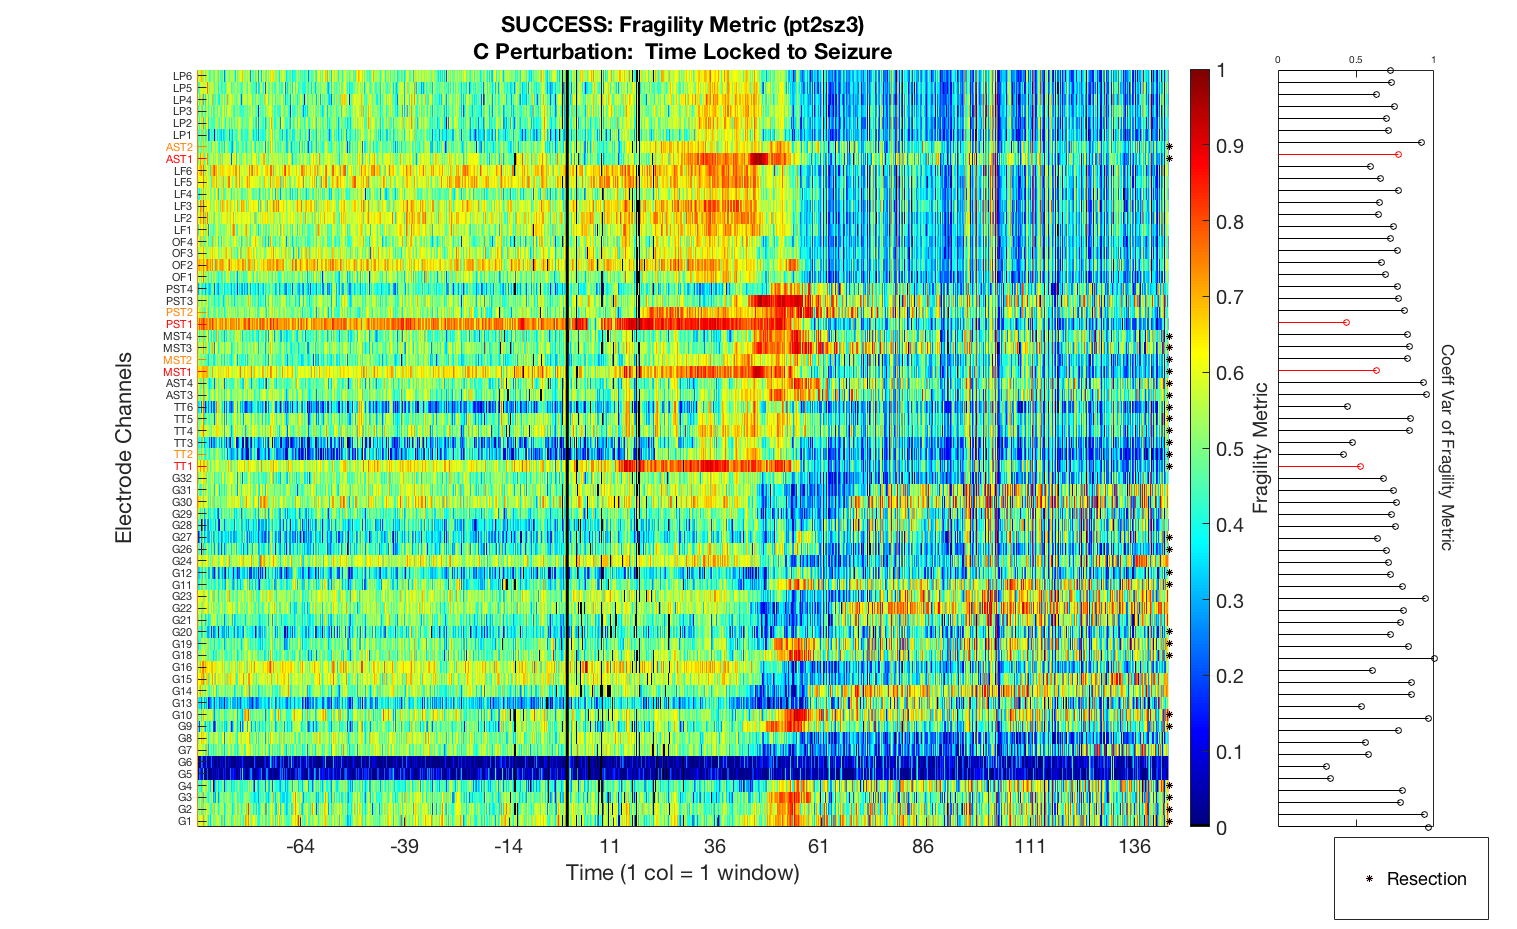 SUCCESS: Fragility Metric (pt2sz3)
C Perturbation:  Time Locked to Seizure
Electrode Channels
LP6
LP5
LP4
LP3
LP2
LP1
AST2
AST1
LF6
LF5
LF4
LF3
LF2
LF1
OF4
OF3
OF2
OF1
PST4
PST3
PST2
PST1
MST4
MST3
MST2
MST1
AST4
AST3
TT6
TT5
TT4
TT3
TT2
TT1
G32
G31
G30
G29
G28
G27
G26
G24
G12
G11
G23
G22
G21
G20
G19
G18
G16
G15
G14
G13
G10
G9
G8
G7
G6
G5
G4
G3
G2
G1
-64 -39 -14 11 36 61 86 111 136
Time (1 col = 1 window)
1
0.9
0.8
0.7
0.6
0.5
0.4
0.3
0.2
0.1
0
Fragility Metric
0 0.5 1
Coeff Var of Fragility Metric
* Resection